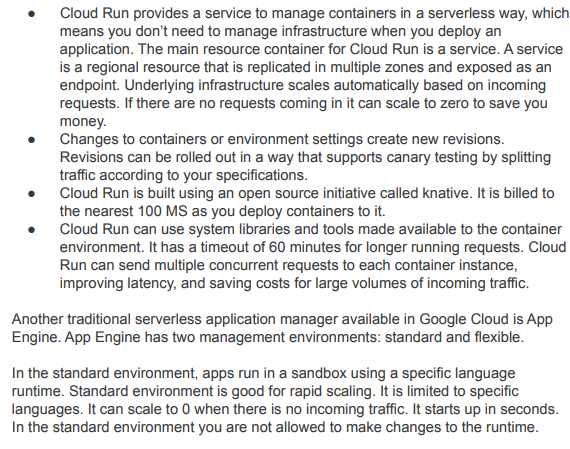 ● Cloud Run provides a service to manage containers in a serverless way, which
means you don't need to manage infrastructure when you deploy an
application. The main resource container for Cloud Run is a service. A service
is a regional resource that is replicated in multiple zones and exposed as an
endpoint. Underlying infrastructure scales automatically based on incoming
requests. If there are no requests coming in it can scale to zero to save you
money.
● Changes to containers or environment settings create new revisions.
Revisions can be rolled out in a way that supports canary testing by splitting
traffic according to your specifications.
● Cloud Run is built using an open source initiative called knative. It is billed to
the nearest 100 MS as you deploy containers to it.
● Cloud Run can use system libraries and tools made available to the container
environment. It has a timeout of 60 minutes for longer running requests. Cloud
Run can send multiple concurrent requests to each container instance,
improving latency, and saving costs for large volumes of incoming traffic.
Another traditional serverless application manager available in Google Cloud is App
Engine. App Engine has two management environments: standard and flexible.
In the standard environment, apps run in a sandbox using a specific language
runtime. Standard environment is good for rapid scaling. It is limited to specific
languages. It can scale to 0 when there is no incoming traffic. It starts up in seconds.
In the standard environment you are not allowed to make changes to the runtime.